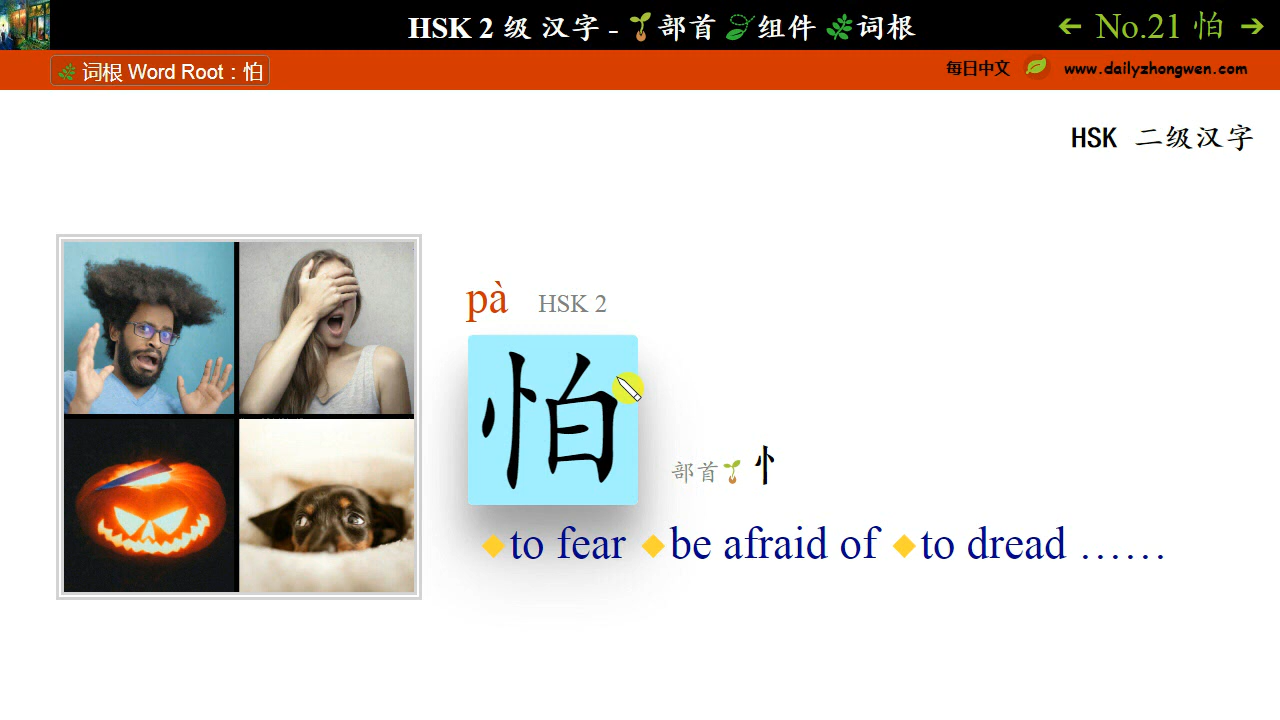 HSK 2 级 汉字 - 部首 组件 词根
← No.21 怕 →
词根 Word Root：怕
每日中文 www.dailyzhongwen.com
HSK 二级汉字
pà HSK 2
怕
部首 忄
to fear be afraid of to dread ……